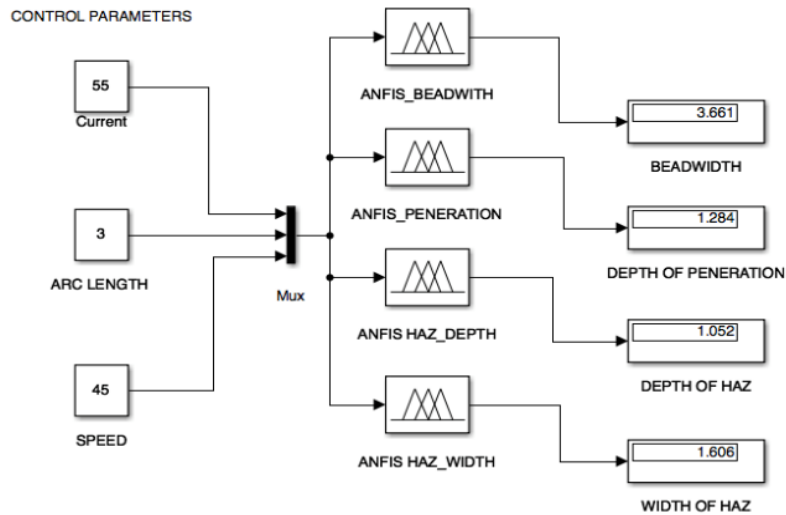 CONTROL PARAMETERS
55
Current
3
ARC LENGTH
45
SPEED
Mux
ANFIS_BEADWITH
ANFIS_PENERATION
ANFIS HAZ_DEPTH
ANFIS HAZ_WIDTH
3.661
BEADWIDTH
1.284
DEPTH OF PENERATION
1.052
DEPTH OF HAZ
1.606
WIDTH OF HAZ